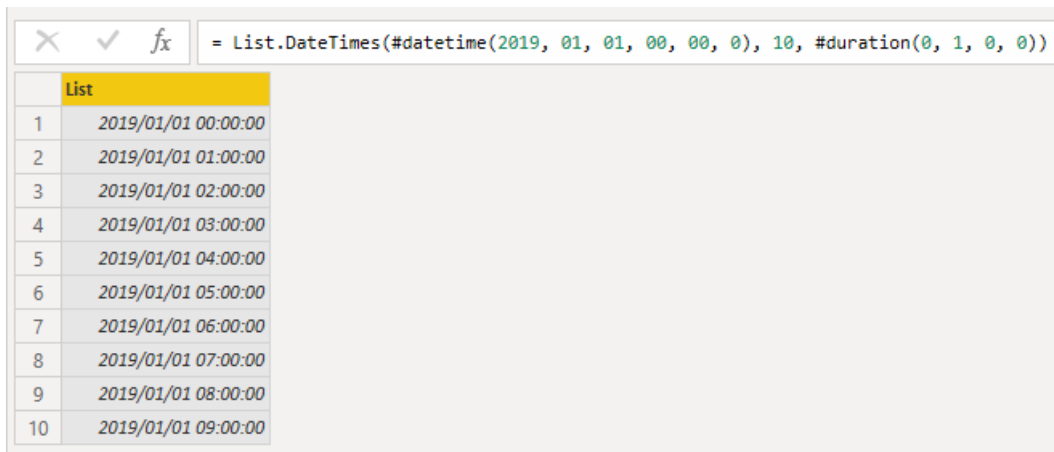 fx = List.DateTimes(#datetime(2019, 01, 01, 00, 00, 0), 10, #duration(0, 1, 0, 0))
List
1 2019/01/01 00:00:00
2 2019/01/01 01:00:00
3 2019/01/01 02:00:00
4 2019/01/01 03:00:00
5 2019/01/01 04:00:00
6 2019/01/01 05:00:00
7 2019/01/01 06:00:00
8 2019/01/01 07:00:00
9 2019/01/01 08:00:00
10 2019/01/01 09:00:00